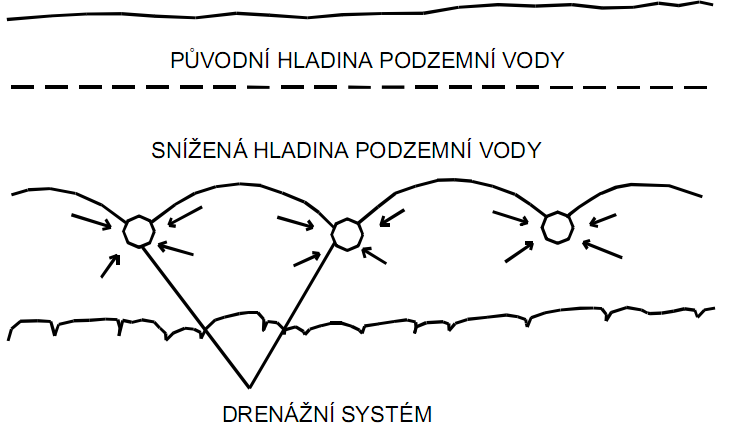 PŮVODNÍ HLADINA PODZEMNÍ VODY
SNÍŽENÁ HLADINA PODZEMNÍ VODY
DRENÁŽNÍ SYSTÉM